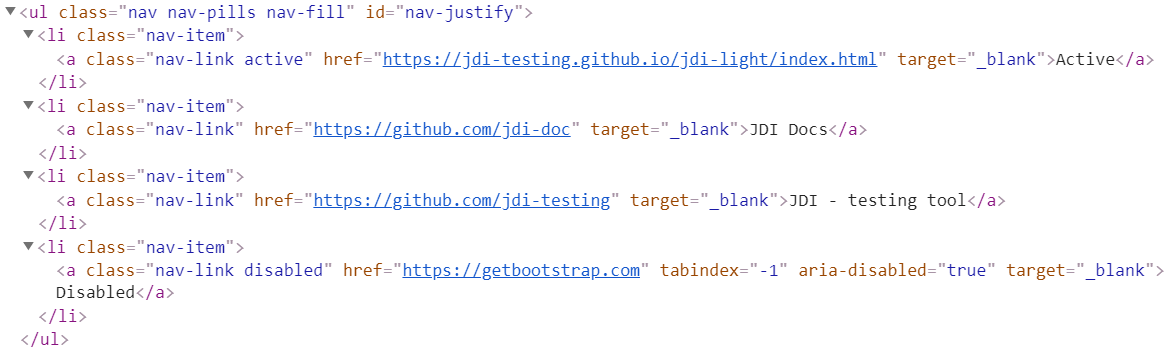 <ul class="nav nav-pills nav-fill" id="nav-justify">
<li class="nav-item">
<a class="nav-link active" href="https://jdi-testing.github.io/jdi-light/index.html" target="_blank">Active</a>
</li>
<li class="nav-item">
<a class="nav-link" href="https://github.com/jdi-doc" target="_blank">JDI Docs</a>
</li>
<li class="nav-item">
<a class="nav-link" href="https://github.com/jdi-testing" target="_blank">JDI - testing tool</a>
</li>
<li class="nav-item">
<a class="nav-link disabled" href="https://getbootstrap.com" tabindex="-1" aria-disabled="true" target="_blank">
Disabled</a>
</li>
</ul>